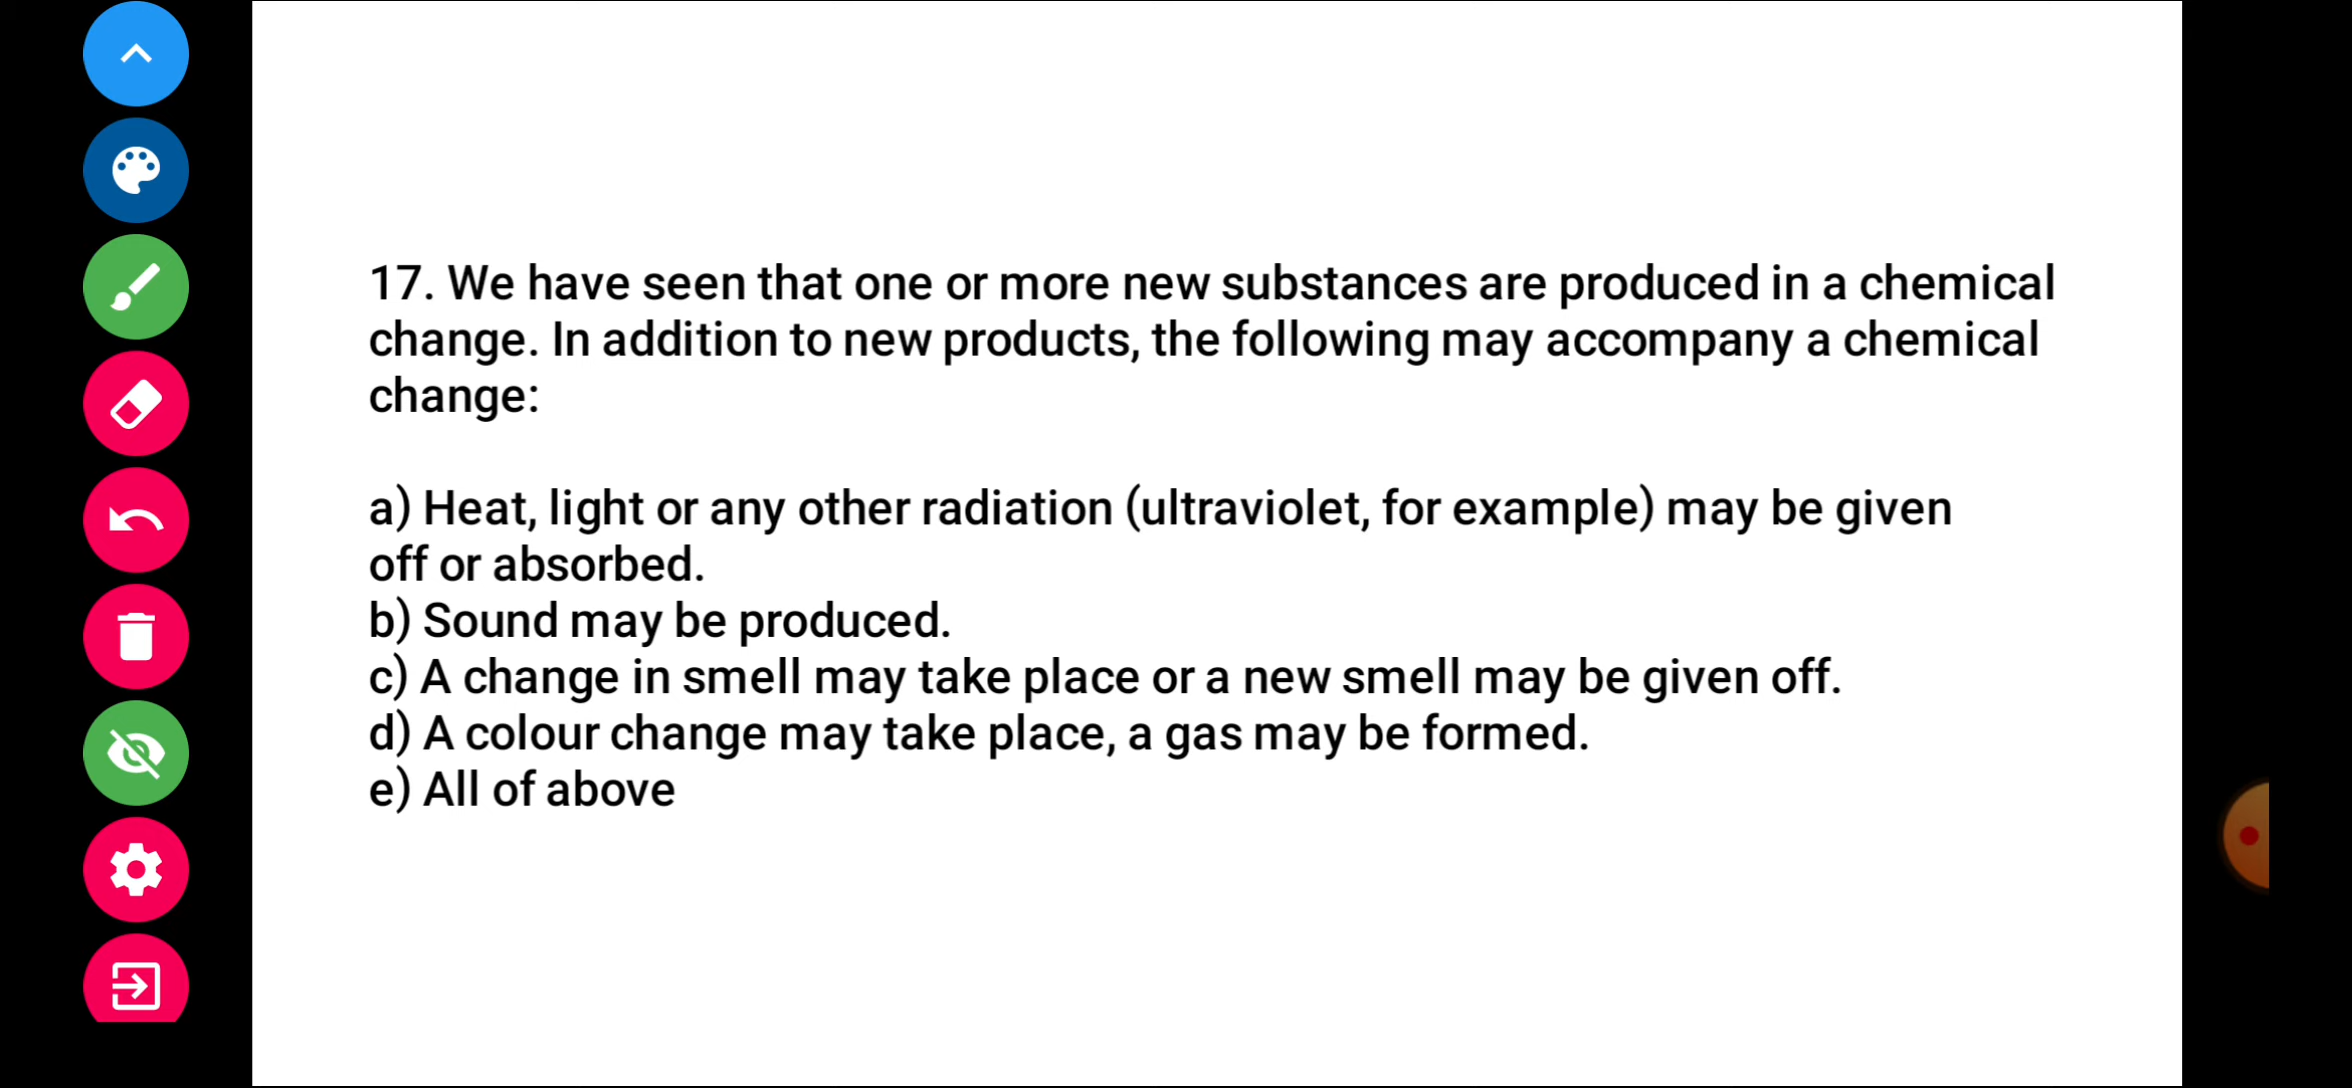 17. We have seen that one or more new substances are produced in a chemical
change. In addition to new products, the following may accompany a chemical
change:
a) Heat, light or any other radiation (ultraviolet, for example) may be given
off or absorbed.
b) Sound may be produced.
c) A change in smell may take place or a new smell may be given off.
d) A colour change may take place, a gas may be formed.
e) All of above